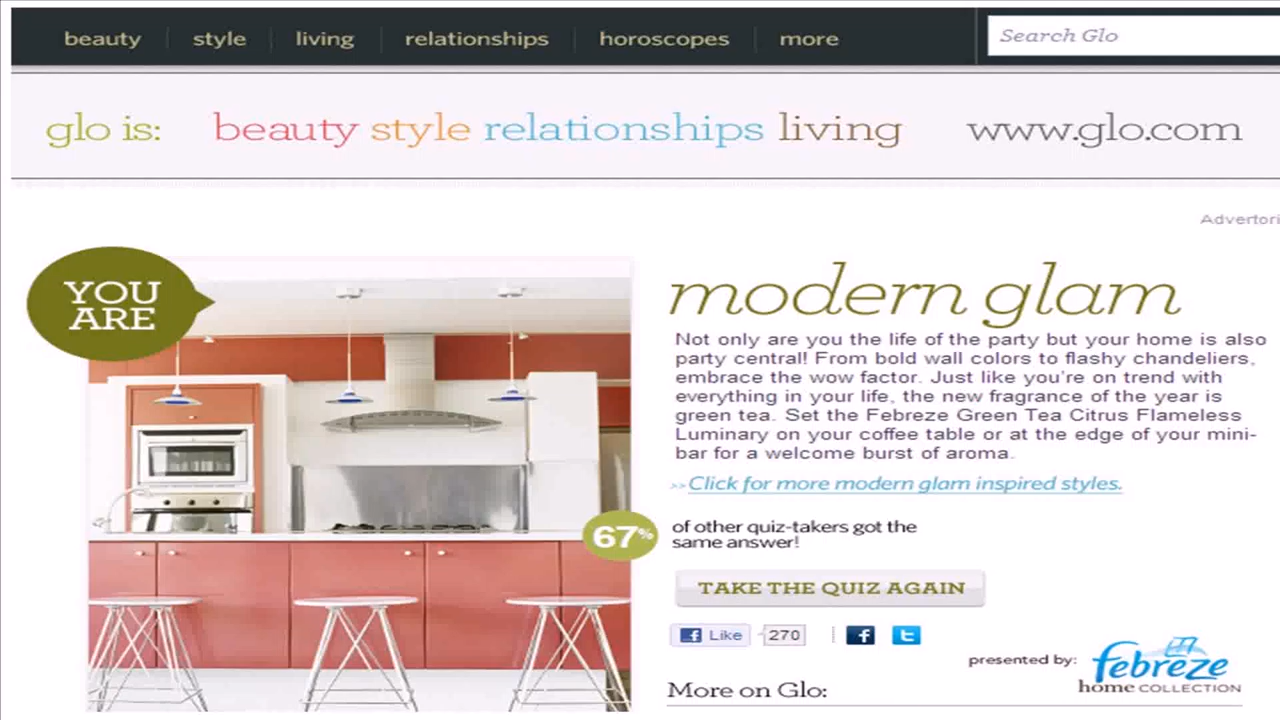 beauty style living relationships horoscopes more Search Glo
glo is: beauty style relationships living www.glo.com
YOU
ARE
modern glam
Not only are you the life of the party but your home is also
party central! From bold wall colors to flashy chandeliers,
embrace the wow factor. Just like you're on trend with
everything in your life, the new fragrance of the year is
green tea. Set the Febreze Green Tea Citrus Flameless
Luminary on your coffee table or at the edge of your mini-
bar for a welcome burst of aroma.
>> Click for more modern glam inspired styles.
67% of other quiz-takers got the
same answer!
TAKE THE QUIZ AGAIN
Like 270
presented by: febreze
home COLLECTION
More on Glo: